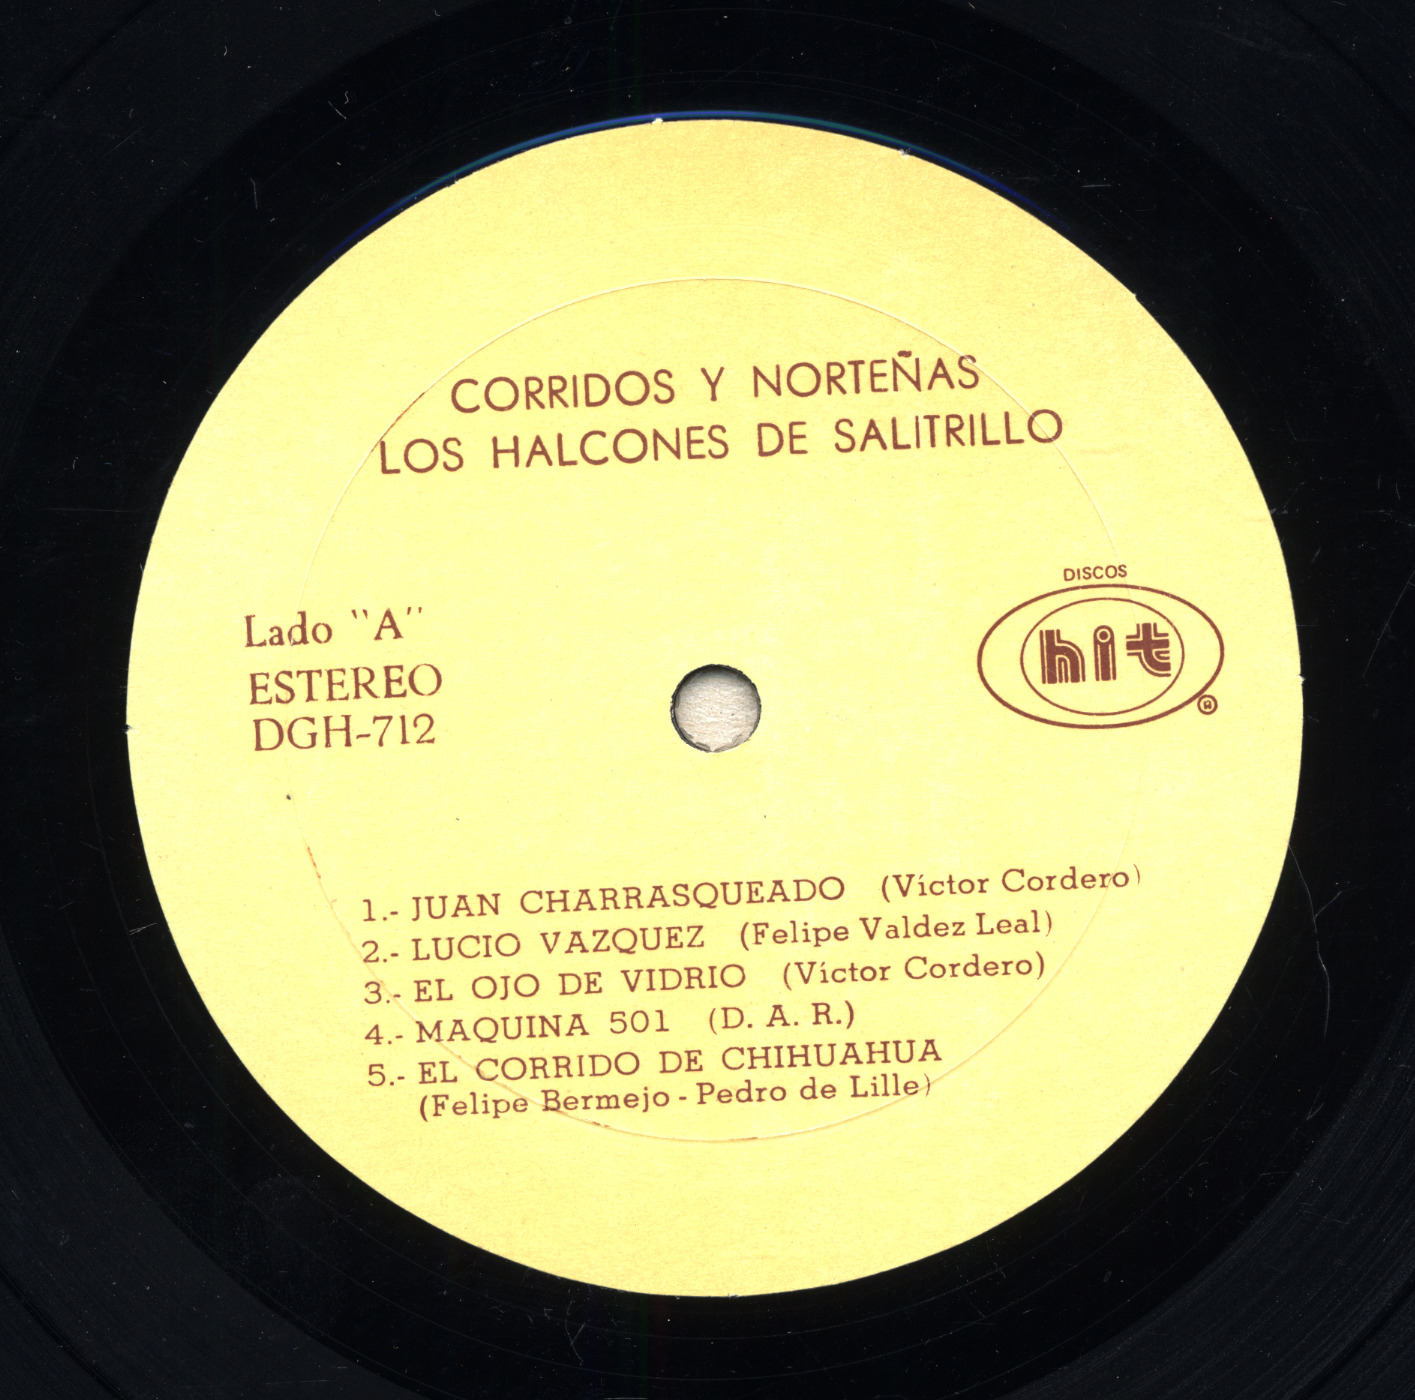 CORRIDOS Y NORTEÑAS
LOS HALCONES DE SALITRILLO
DISCOS
hit
®
Lado "A"
ESTEREO
DGH-712
1.- JUAN CHARRASQUEADO (Víctor Cordero)
2.- LUCIO VAZQUEZ (Felipe Valdez Leal)
3.- EL OJO DE VIDRIO (Víctor Cordero)
4.- MAQUINA 501 (D. A. R.)
5.- EL CORRIDO DE CHIHUAHUA
(Felipe Bermejo - Pedro de Lille)